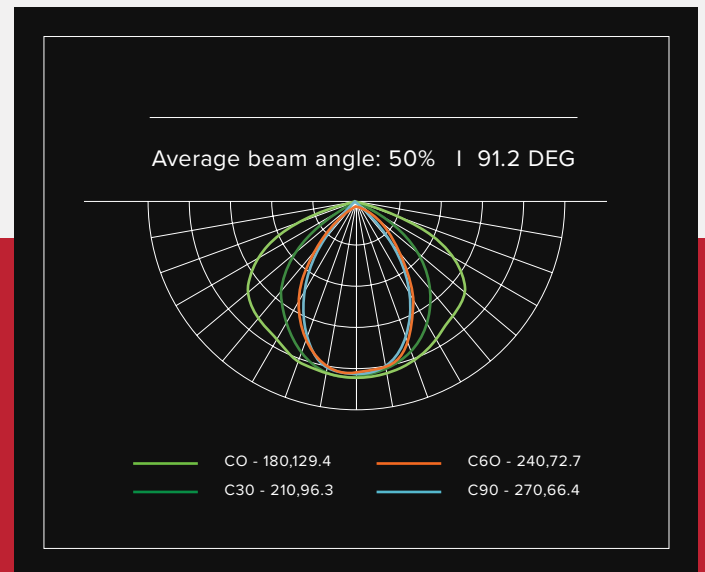 Average beam angle: 50% I 91.2 DEG
CO - 180,129.4
C6O - 240,72.7
C30 - 210,96.3
C90 - 270,66.4